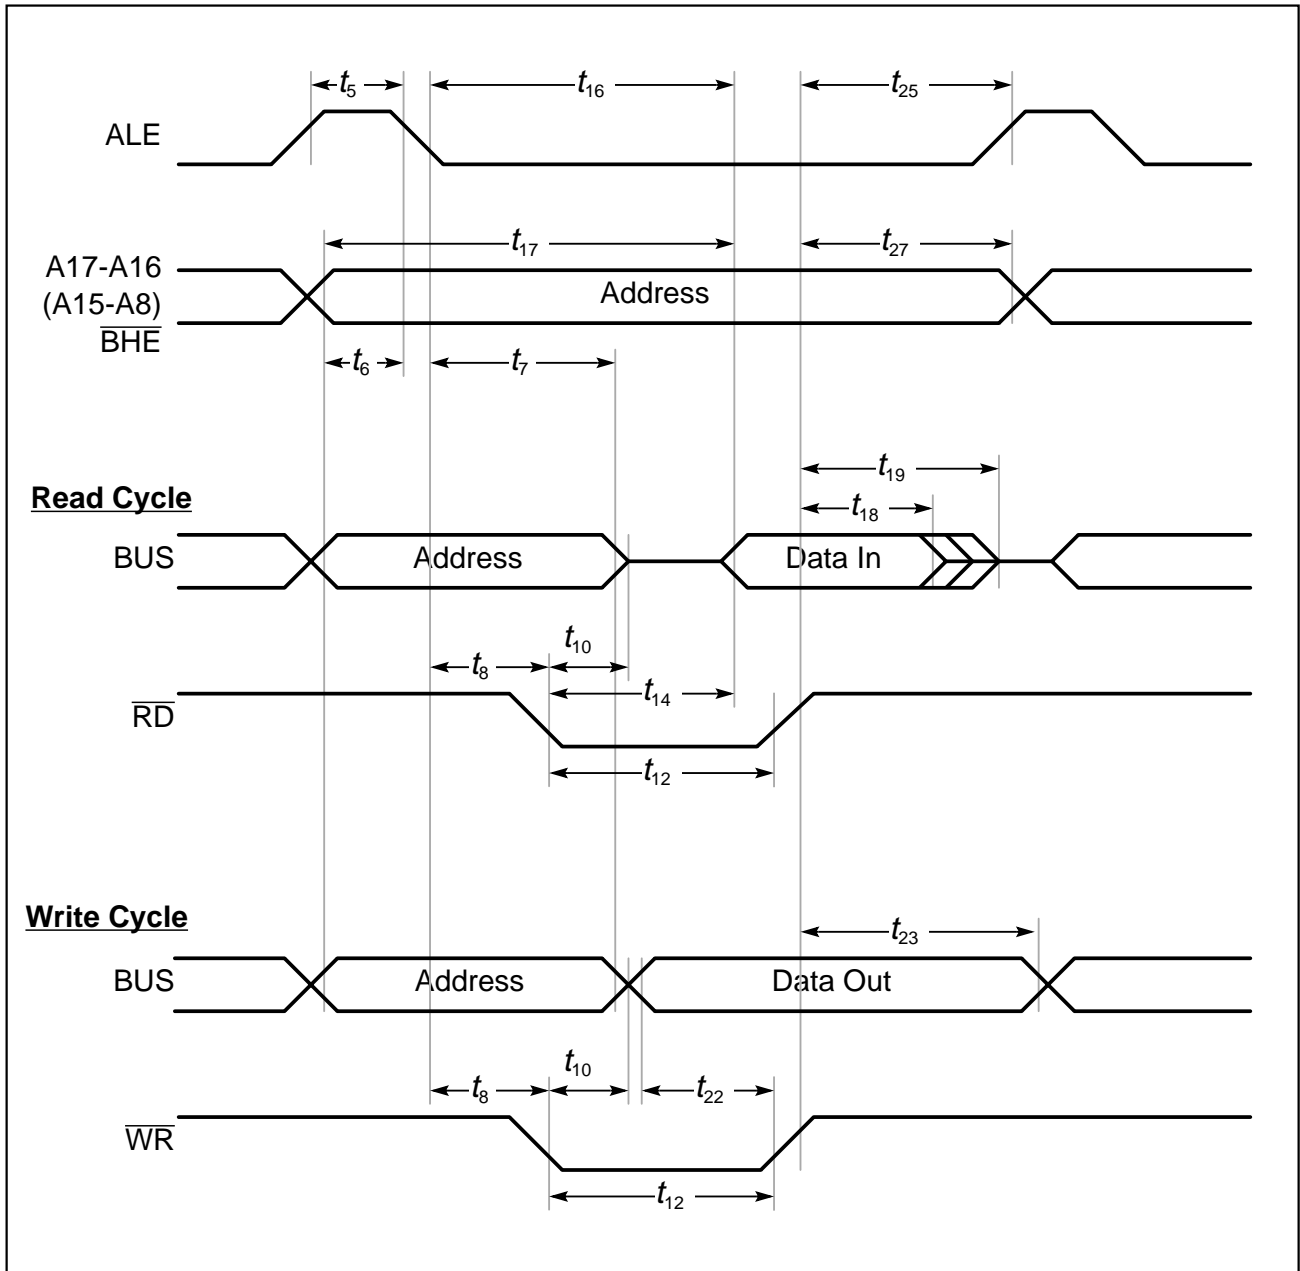 t5 t16 t25
ALE
t17 t27
A17-A16
(A15-A8)
BHE
Address
t6 t7
t19
Read Cycle
t18
BUS Address Data In
t10
t8
t14
RD
t12
Write Cycle
t23
BUS Address Data Out
t10
t8 t22
WR
t12